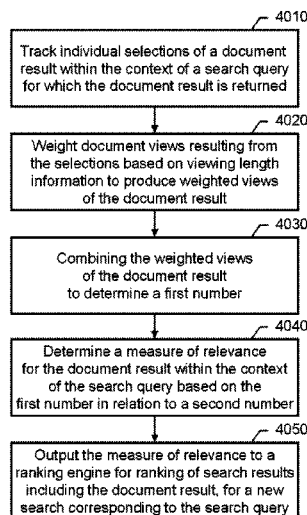 4010
Track individual selections of a document
result within the context of a search query
for which the document result is returned
4020
Weight document views resulting from
the selections based on viewing length
information to produce weighted views
of the document result
4030
Combining the weighted views
of the document result
to determine a first number
4040
Determine a measure of relevance
for the document result within the context
of the search query based on the
first number in relation to a second number
4050
Output the measure of relevance to a
ranking engine for ranking of search results
including the document result, for a new
search corresponding to the search query